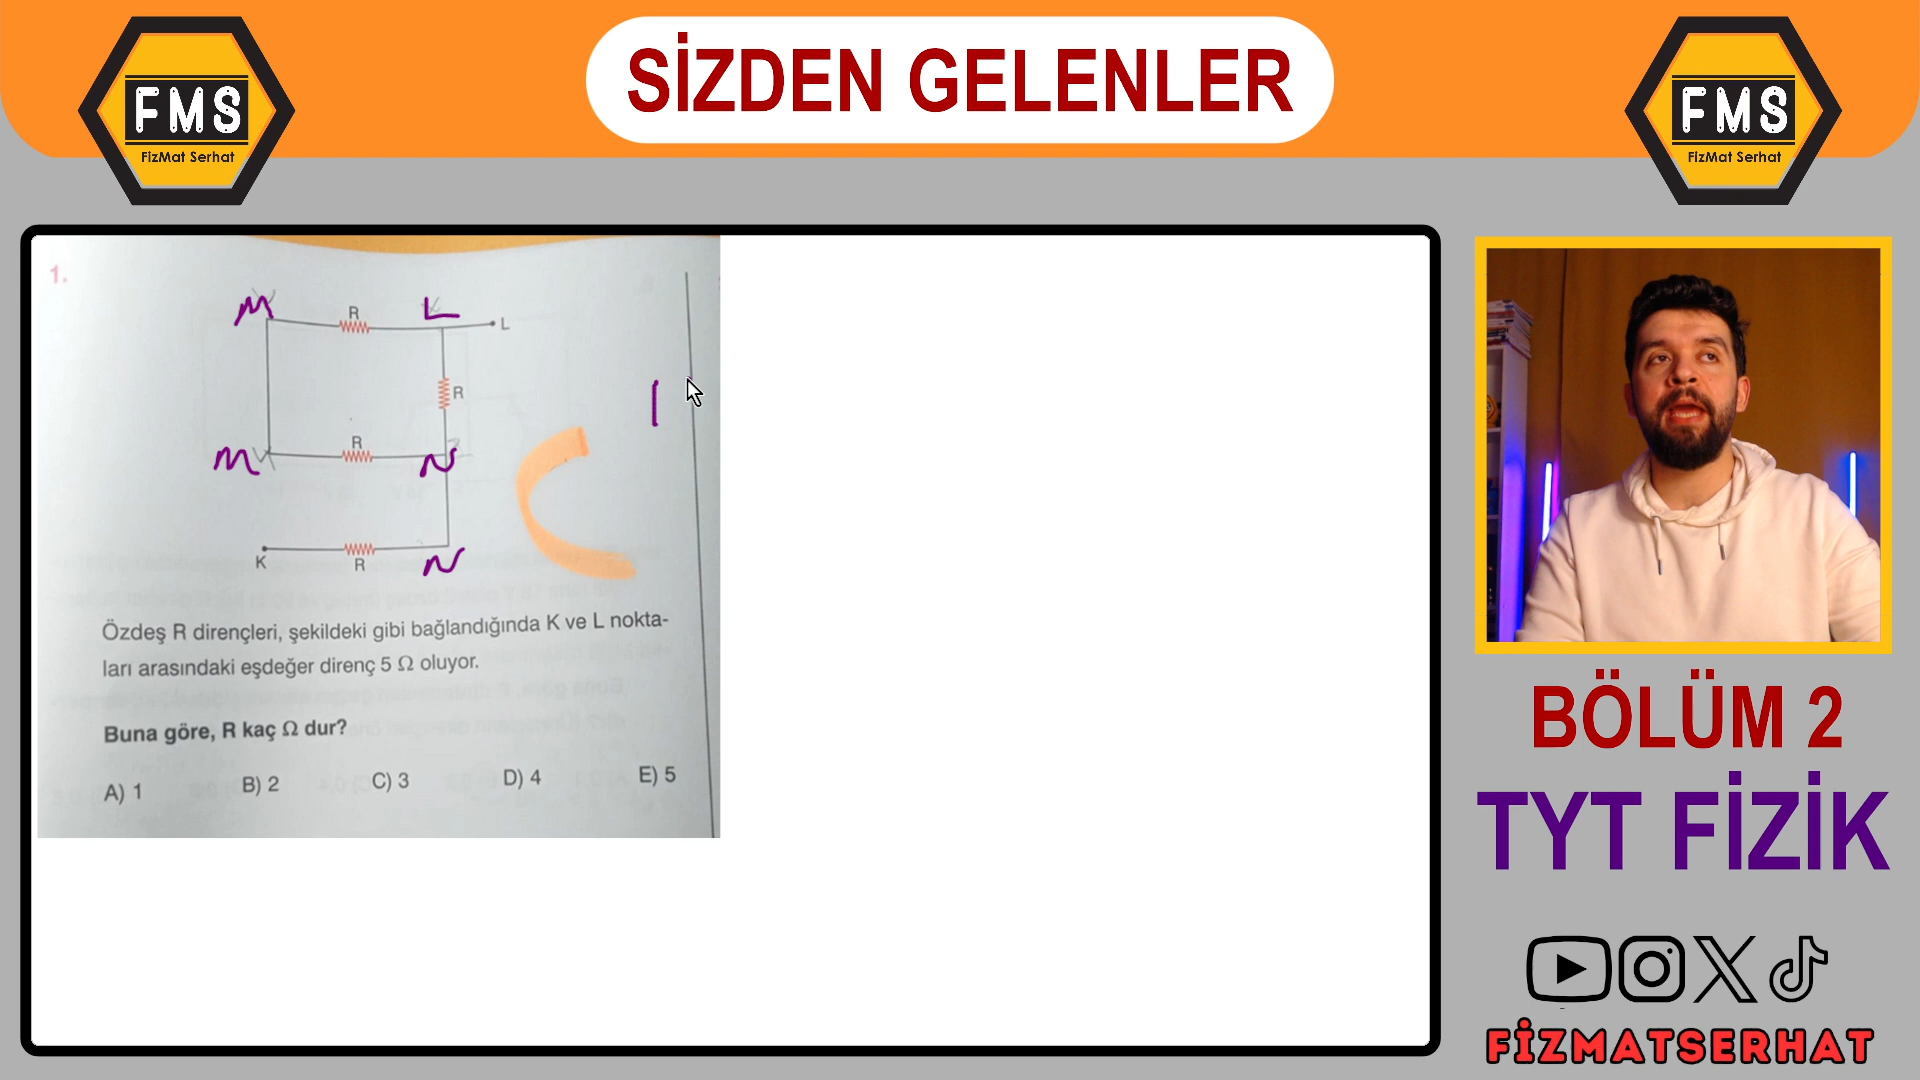 SİZDEN GELENLER
FMS
FizMat Serhat
FMS
FizMat Serhat
1.
M
R
L
L
R
M
R
N
K
R
N
Özdeş R dirençleri, şekildeki gibi bağlandığında K ve L nokta-
ları arasındaki eşdeğer direnç 5 Ω oluyor.
Buna göre, R kaç Ω dur?
A) 1 B) 2 C) 3 D) 4 E) 5
BÖLÜM 2
TYT FİZİK
FİZMATSERHAT